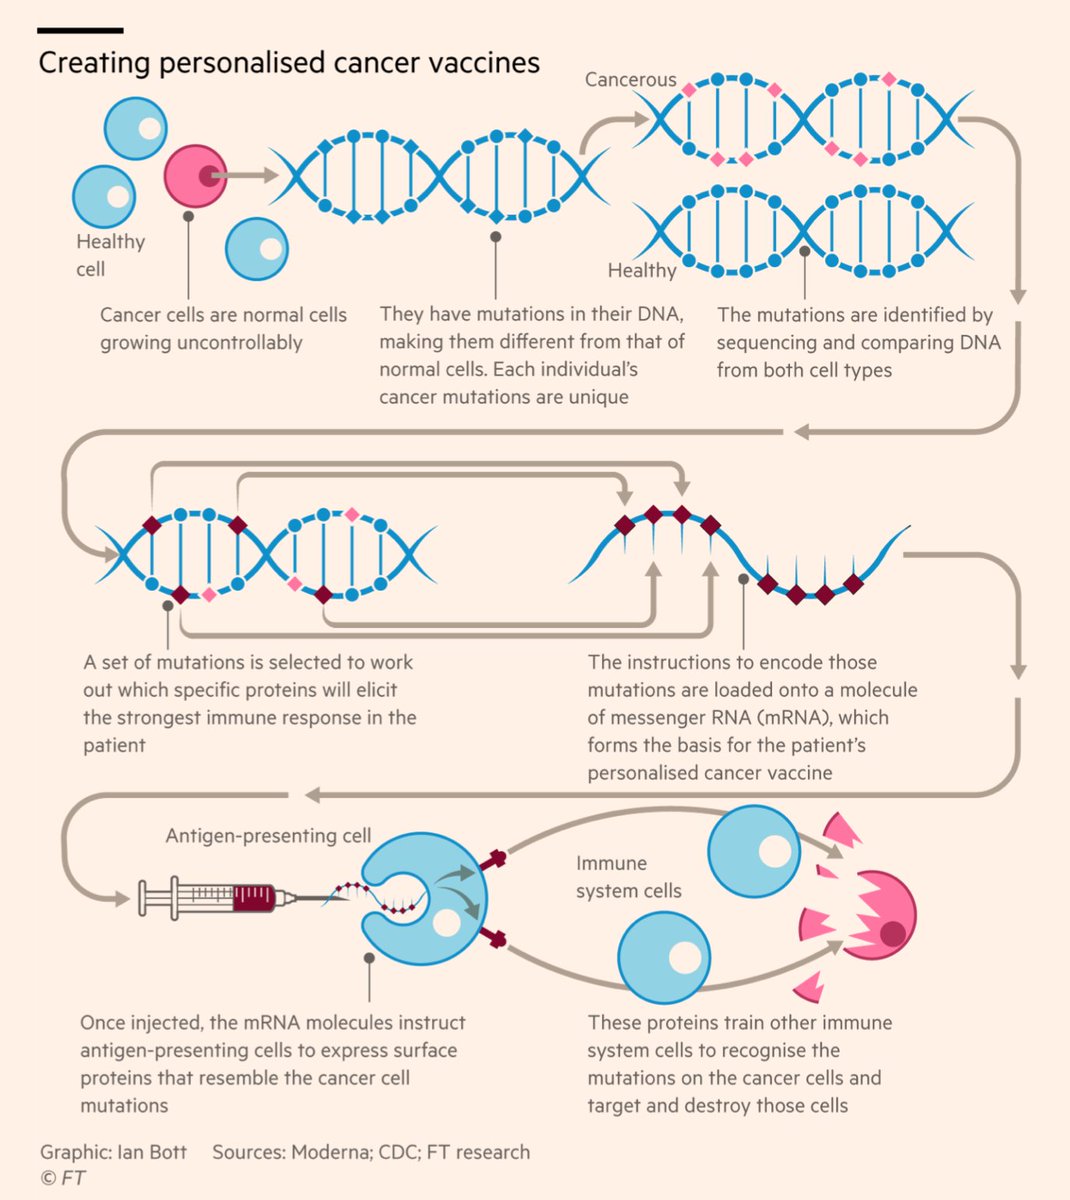 Creating personalised cancer vaccines
Cancerous
Healthy
cell
Healthy
Cancer cells are normal cells
growing uncontrollably
They have mutations in their DNA,
making them different from that of
normal cells. Each individual’s
cancer mutations are unique
The mutations are identified by
sequencing and comparing DNA
from both cell types
A set of mutations is selected to work
out which specific proteins will elicit
the strongest immune response in the
patient
The instructions to encode those
mutations are loaded onto a molecule
of messenger RNA (mRNA), which
forms the basis for the patient’s
personalised cancer vaccine
Antigen-presenting cell
Immune
system cells
Once injected, the mRNA molecules instruct
antigen-presenting cells to express surface
proteins that resemble the cancer cell
mutations
These proteins train other immune
system cells to recognise the
mutations on the cancer cells and
target and destroy those cells
Graphic: Ian Bott Sources: Moderna; CDC; FT research
© FT